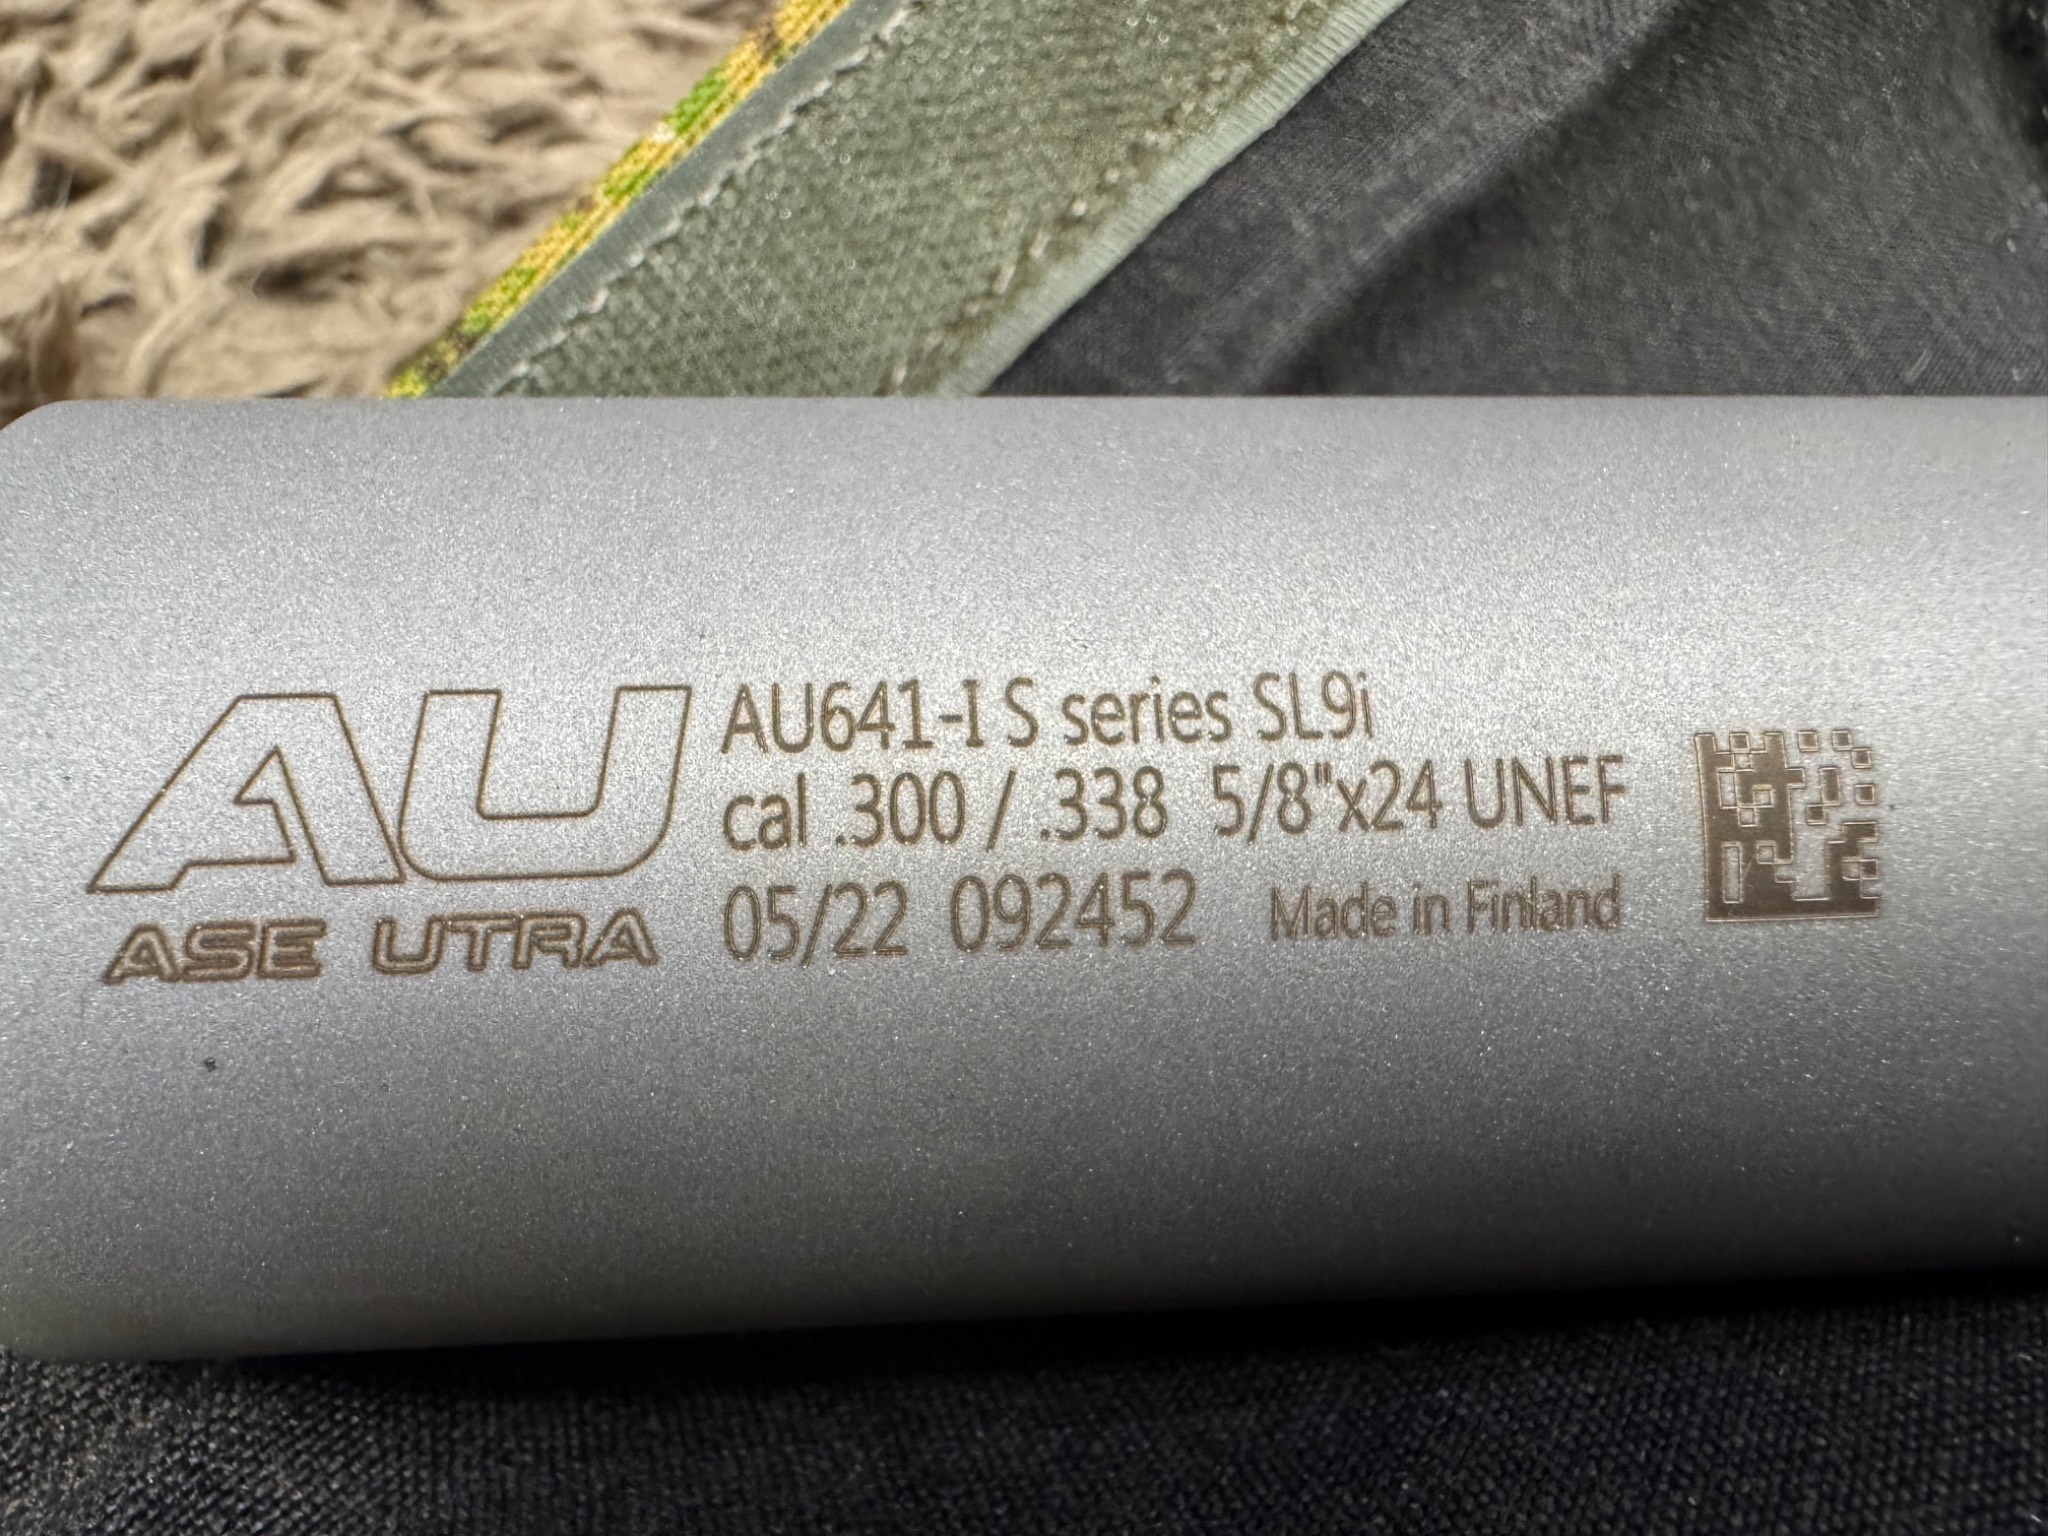 AU
ASE UTRA
AU641-I S series SL9i
cal .300 / .338 5/8"x24 UNEF
05/22 092452 Made in Finland